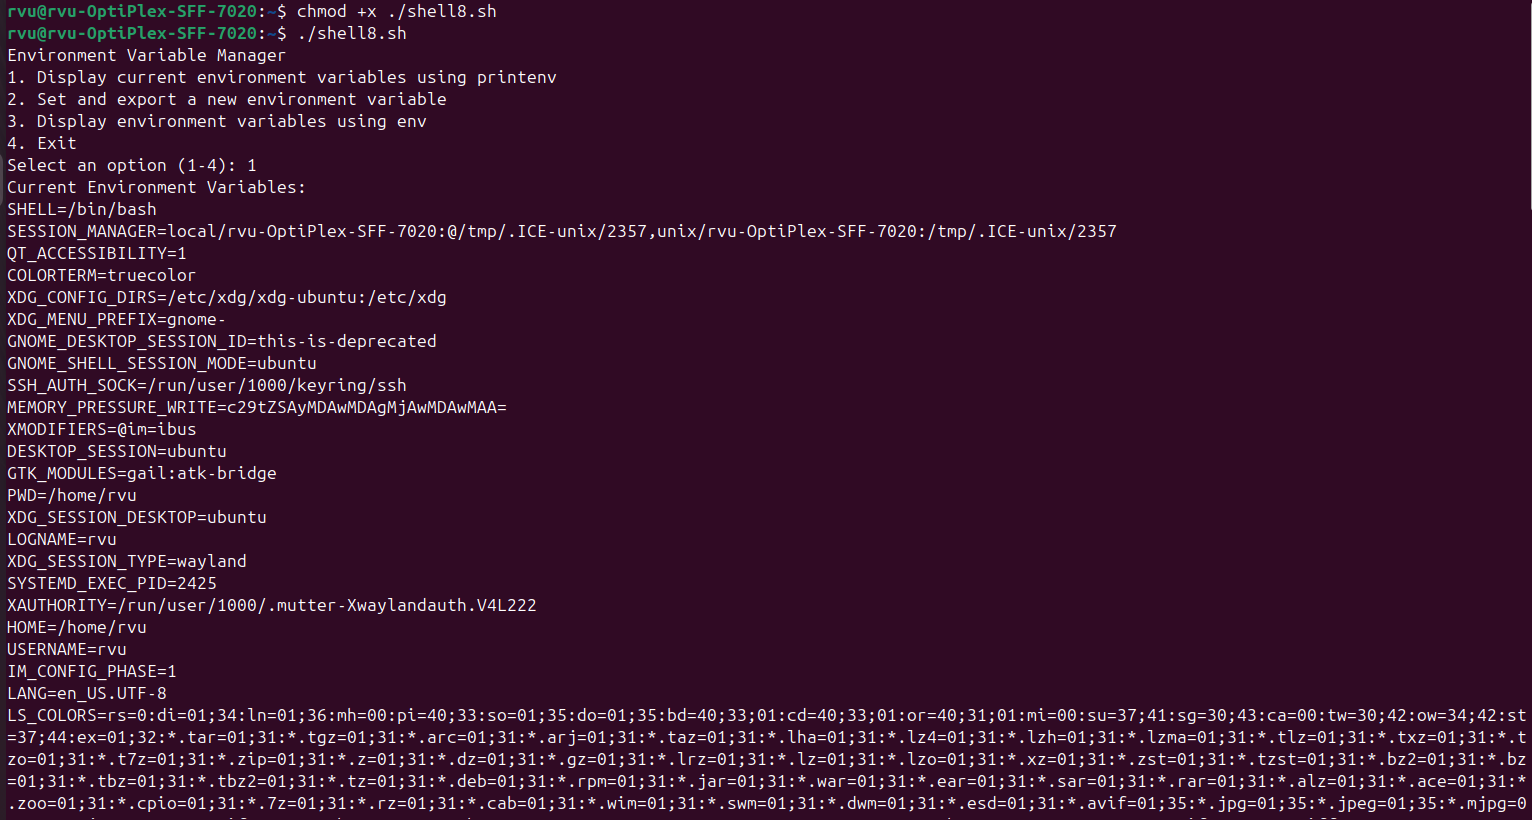 rvu@rvu-OptiPlex-SFF-7020:~$ chmod +x ./shell8.sh
rvu@rvu-OptiPlex-SFF-7020:~$ ./shell8.sh
Environment Variable Manager
1. Display current environment variables using printenv
2. Set and export a new environment variable
3. Display environment variables using env
4. Exit
Select an option (1-4): 1
Current Environment Variables:
SHELL=/bin/bash
SESSION_MANAGER=local/rvu-OptiPlex-SFF-7020:@/tmp/.ICE-unix/2357,unix/rvu-OptiPlex-SFF-7020:/tmp/.ICE-unix/2357
QT_ACCESSIBILITY=1
COLORTERM=truecolor
XDG_CONFIG_DIRS=/etc/xdg/xdg-ubuntu:/etc/xdg
XDG_MENU_PREFIX=gnome-
GNOME_DESKTOP_SESSION_ID=this-is-deprecated
GNOME_SHELL_SESSION_MODE=ubuntu
SSH_AUTH_SOCK=/run/user/1000/keyring/ssh
MEMORY_PRESSURE_WRITE=c29tZSAyMDAwMDAgMjAwMDAwMAA=
XMODIFIERS=@im=ibus
DESKTOP_SESSION=ubuntu
GTK_MODULES=gail:atk-bridge
PWD=/home/rvu
XDG_SESSION_DESKTOP=ubuntu
LOGNAME=rvu
XDG_SESSION_TYPE=wayland
SYSTEMD_EXEC_PID=2425
XAUTHORITY=/run/user/1000/.mutter-Xwaylandauth.V4L222
HOME=/home/rvu
USERNAME=rvu
IM_CONFIG_PHASE=1
LANG=en_US.UTF-8
LS_COLORS=rs=0:di=01;34:ln=01;36:mh=00:pi=40;33:so=01;35:do=01;35:bd=40;33;01:cd=40;33;01:or=40;31;01:mi=00:su=37;41:sg=30;43:ca=00:tw=30;42:ow=34;42:st
=37;44:ex=01;32:*.tar=01;31:*.tgz=01;31:*.arc=01;31:*.arj=01;31:*.taz=01;31:*.lha=01;31:*.lz4=01;31:*.lzh=01;31:*.lzma=01;31:*.tlz=01;31:*.txz=01;31:*.t
zo=01;31:*.t7z=01;31:*.zip=01;31:*.z=01;31:*.dz=01;31:*.gz=01;31:*.lrz=01;31:*.lz=01;31:*.lzo=01;31:*.xz=01;31:*.zst=01;31:*.tzst=01;31:*.bz2=01;31:*.bz
=01;31:*.tbz=01;31:*.tbz2=01;31:*.tz=01;31:*.deb=01;31:*.rpm=01;31:*.jar=01;31:*.war=01;31:*.ear=01;31:*.sar=01;31:*.rar=01;31:*.alz=01;31:*.ace=01;31:*
.zoo=01;31:*.cpio=01;31:*.7z=01;31:*.rz=01;31:*.cab=01;31:*.wim=01;31:*.swm=01;31:*.dwm=01;31:*.esd=01;31:*.avif=01;35:*.jpg=01;35:*.jpeg=01;35:*.mjpg=0